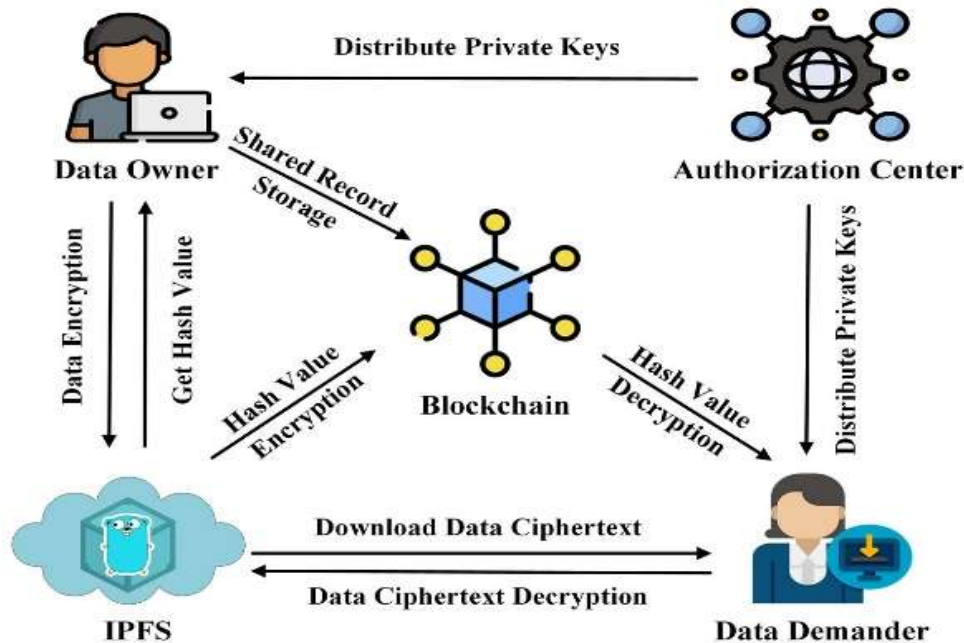 Distribute Private Keys
Data Owner
Authorization Center
Shared Record
Storage
Data Encryption
Get Hash Value
Distribute Private Keys
Hash Value
Encryption
Blockchain
Hash Value
Decryption
Download Data Ciphertext
Data Ciphertext Decryption
IPFS
Data Demander